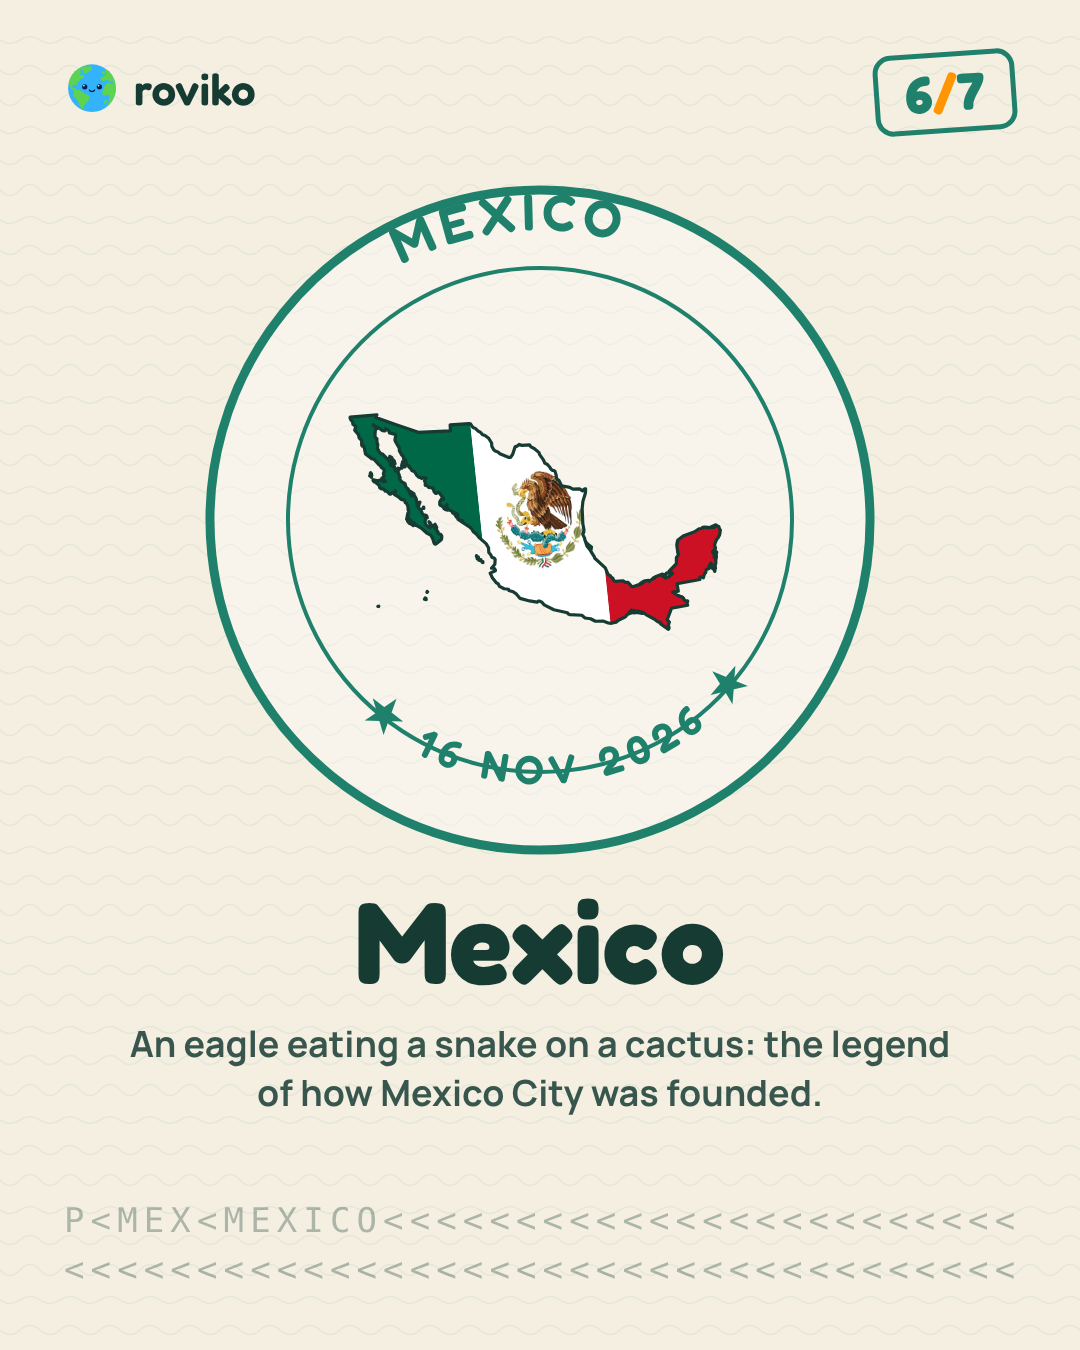 roviko
6/7
MEXICO
★ 16 NOV 2026 ★
Mexico
An eagle eating a snake on a cactus: the legend
of how Mexico City was founded.
P<MEX<MEXICO<<<<<<<<<<<<<<<<<<<<<<<<
<<<<<<<<<<<<<<<<<<<<<<<<<<<<<<<<<<<<